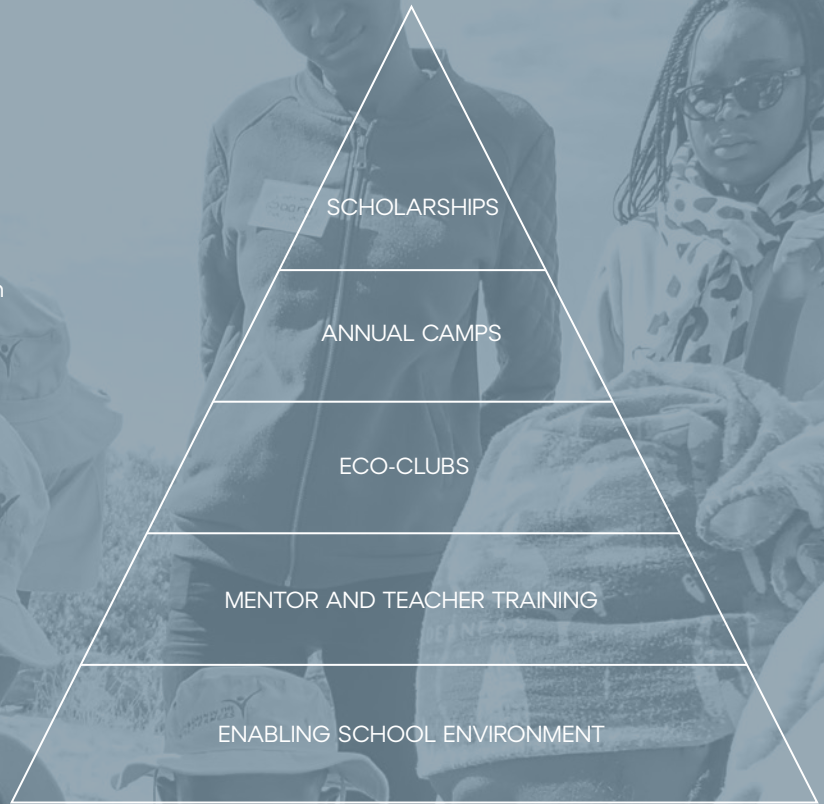 SCHOLARSHIPS
ANNUAL CAMPS
ECO-CLUBS
MENTOR AND TEACHER TRAINING
ENABLING SCHOOL ENVIRONMENT